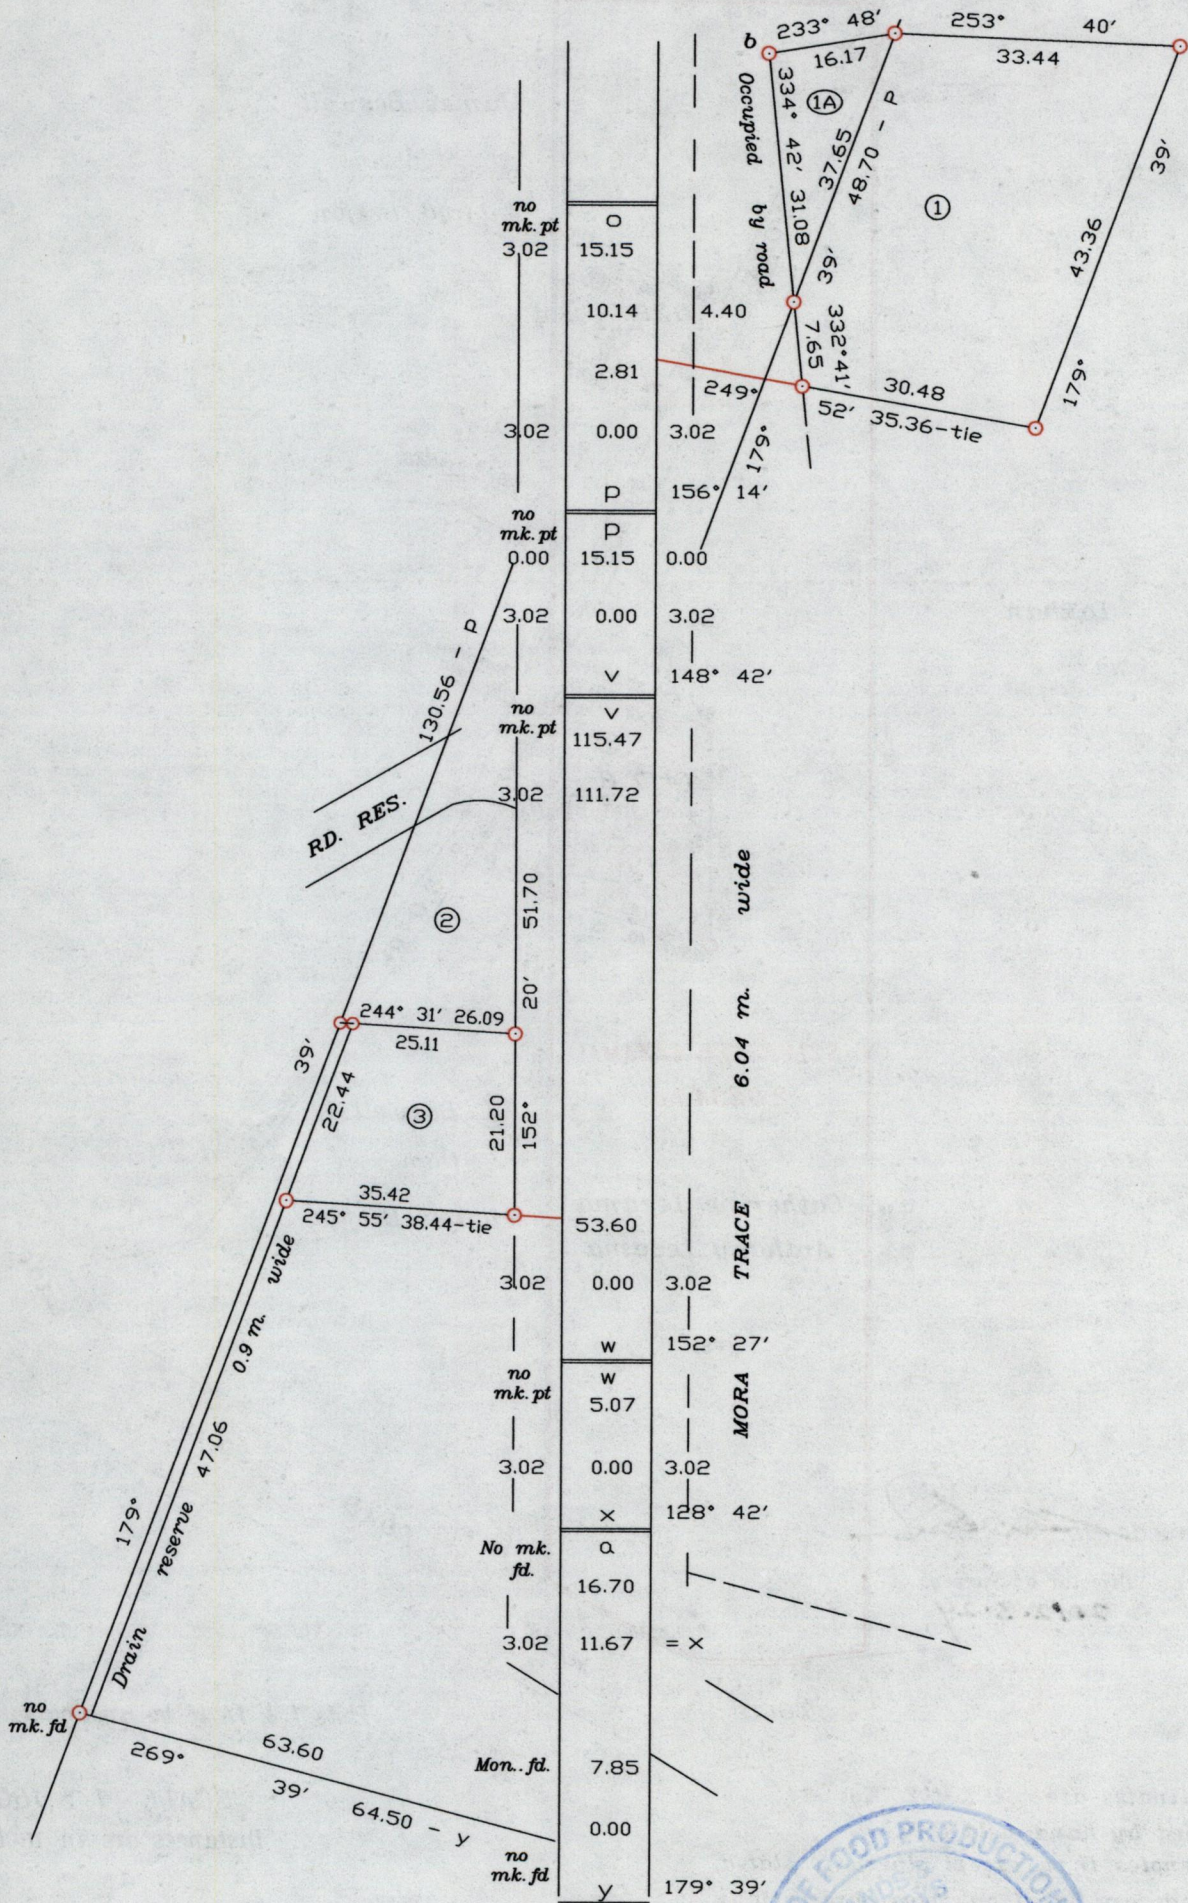 233° 48'
253° 40'
b
16.17
33.44
1A
334° 42' 31.08
37.65
48.70 - P
39'
Occupied by road
1
39'
43.36
179°
no
mk. pt
o
3.02 15.15
10.14 4.40
332°41'
7.65
2.81
249°
30.48
52' 35.36-tie
3.02 0.00 3.02
179°
P 156° 14'
no
mk. pt
P
0.00 15.15 0.00
3.02 0.00 3.02
v 148° 42'
130.56 - P
no
mk. pt
v
115.47
3.02 111.72
RD. RES.
2
51.70
20'
244° 31' 26.09
25.11
39'
22.44
3
21.20
152°
35.42
245° 55' 38.44-tie
53.60
3.02 0.00 3.02
w 152° 27'
MORA TRACE 6.04 m. wide
no
mk. pt
w
5.07
3.02 0.00 3.02
x 128° 42'
179°
Drain reserve 47.06 0.9 m. wide
No mk.
fd.
a
16.70
3.02 11.67 = x
no
mk. fd
63.60
269° 39' 64.50 - y
Mon.. fd. 7.85
0.00
no
mk. fd
y 179° 39'
OF FOOD PRODUCTION